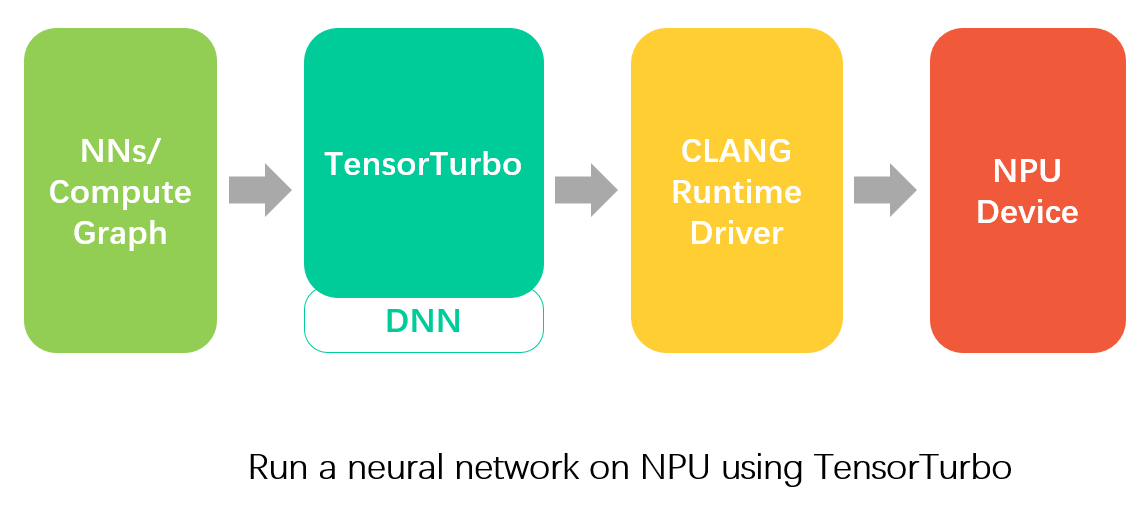 NNs/
Compute
Graph
TensorTurbo
DNN
CLANG
Runtime
Driver
NPU
Device
Run a neural network on NPU using TensorTurbo